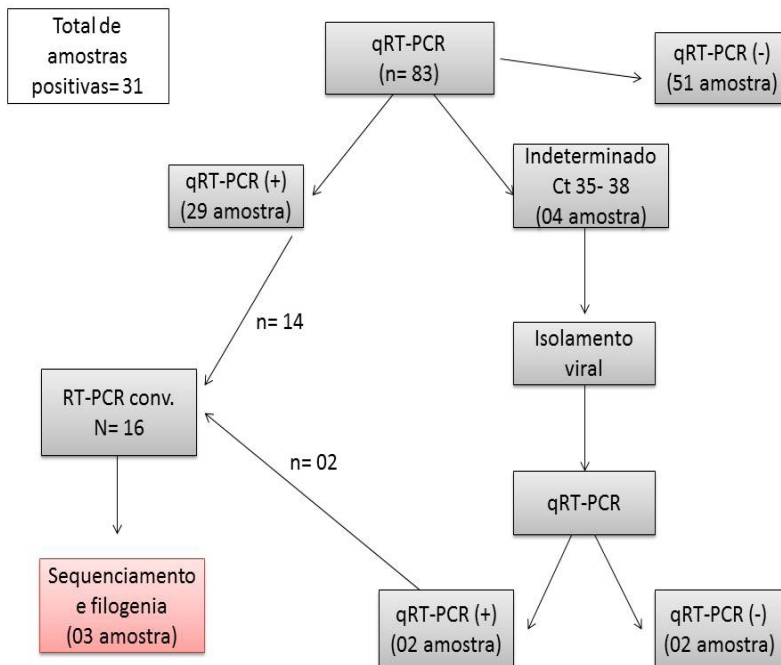 Total de
amostras
positivas= 31
qRT-PCR
(n= 83)
qRT-PCR (-)
(51 amostra)
qRT-PCR (+)
(29 amostra)
Indeterminado
Ct 35- 38
(04 amostra)
n= 14
Isolamento
viral
RT-PCR conv.
N= 16
n= 02
qRT-PCR
Sequenciamento
e filogenia
(03 amostra)
qRT-PCR (+)
(02 amostra)
qRT-PCR (-)
(02 amostra)